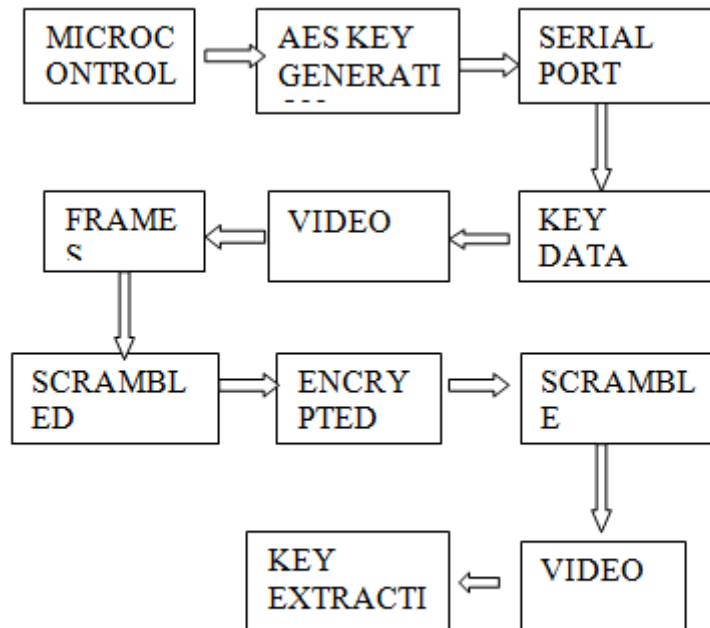 MICROC
ONTROL
AES KEY
GENERATI
SERIAL
PORT
KEY
DATA
VIDEO
FRAME
S
SCRAMBL
ED
ENCRY
PTED
SCRAMBL
E
VIDEO
KEY
EXTRACTI